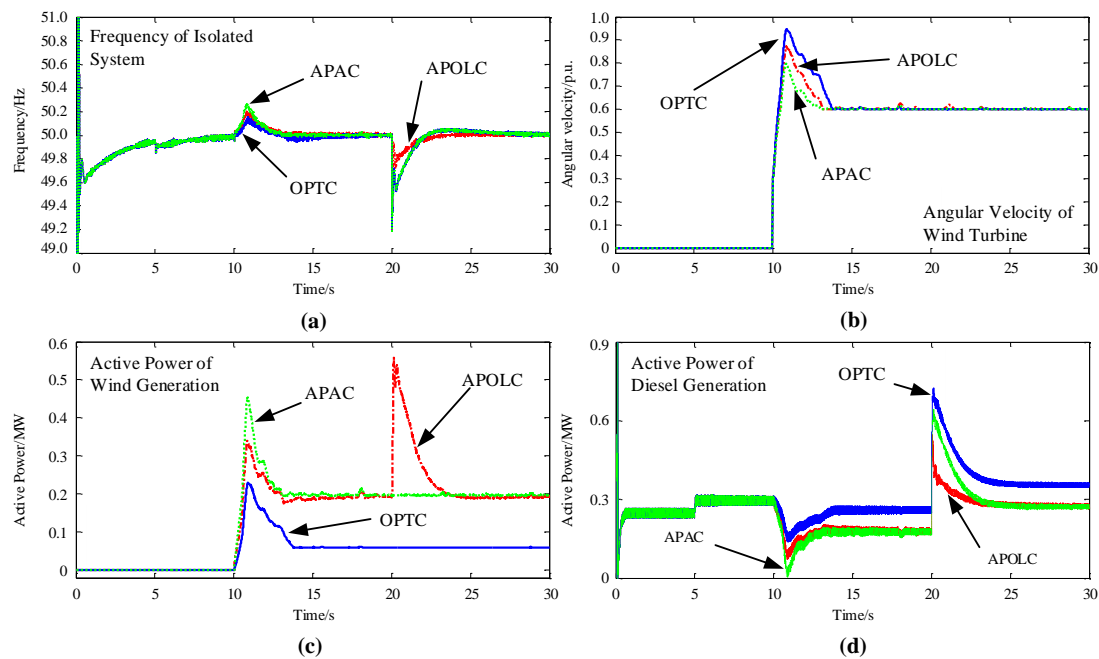 Frequency of Isolated
System
APAC
APOLC
OPTC
Frequency/Hz
51.0
50.8
50.6
50.4
50.2
50.0
49.8
49.6
49.4
49.2
49.0
0 5 10 15 20 25 30
Time/s
(a)
OPTC
APOLC
APAC
Angular Velocity of
Wind Turbine
Angular velocity/p.u.
1.0
0.9
0.8
0.7
0.6
0.5
0.4
0.3
0.2
0.1
0
0 5 10 15 20 25 30
Time/s
(b)
Active Power of
Wind Generation
APAC
APOLC
OPTC
Active Power/MW
0.6
0.5
0.4
0.3
0.2
0.1
0
0 5 10 15 20 25 30
Time/s
(c)
Active Power of
Diesel Generation
OPTC
APAC
APOLC
Active Power/MW
0.9
0.6
0.3
0
0 5 10 15 20 25 30
Time/s
(d)